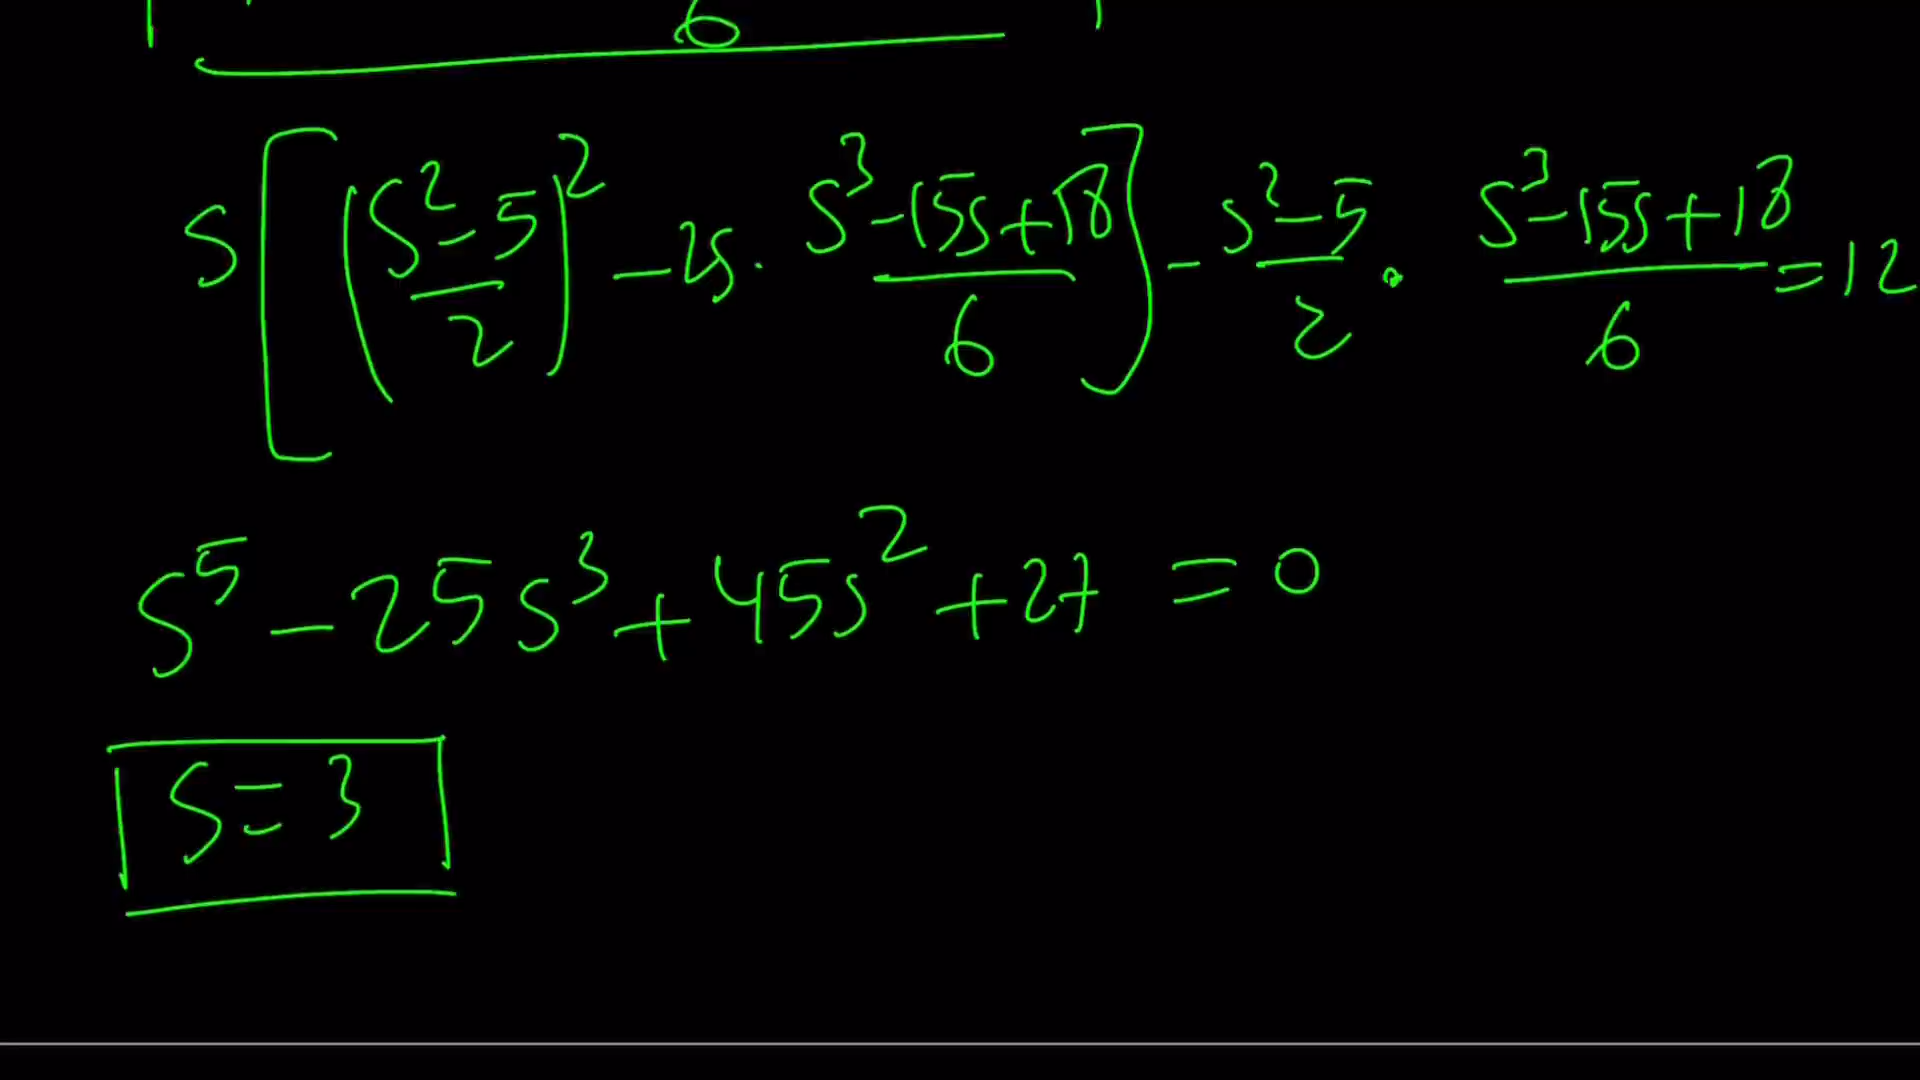 6
S[((S²-5)/2)² - 2S · (S³-15S+18)/6] - (S²-5)/2 · (S³-15S+18)/6 = 12
S⁵ - 25S³ + 45S² + 27 = 0
S = 3